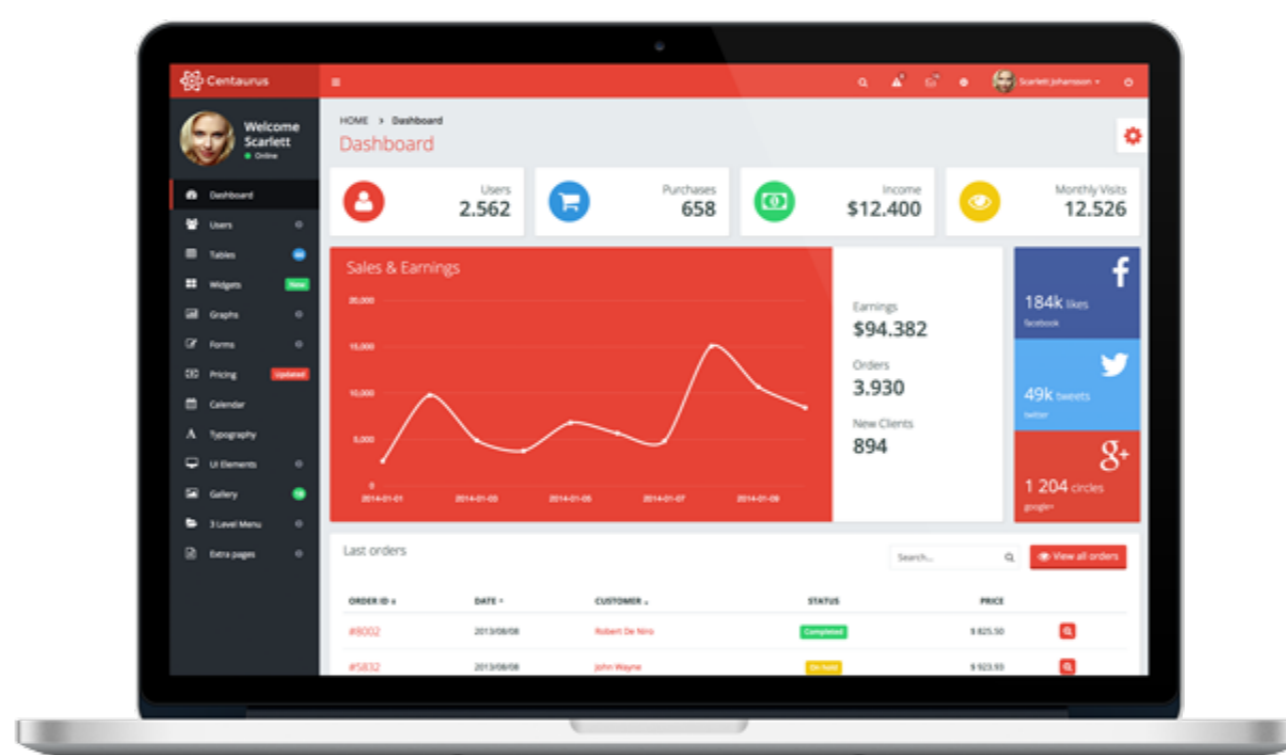 Centaurus
Scarlett Johansson
Welcome
Scarlett
Online
Dashboard
Users
Tables
Widgets
New
Graphs
Forms
Pricing
Updated
Calendar
Typography
UI Elements
Gallery
3 Level Menu
Extra pages
HOME > Dashboard
Dashboard
Users
2.562
Purchases
658
Income
$12.400
Monthly Visits
12.526
Sales & Earnings
20,000
15,000
10,000
5,000
0
2014-01-01
2014-01-03
2014-01-05
2014-01-07
2014-01-09
Earnings
$94.382
Orders
3.930
New Clients
894
f
184k likes
facebook
49k tweets
twitter
g+
1 204 circles
google+
Last orders
Search...
View all orders
ORDER ID DATE CUSTOMER STATUS PRICE
#8002 2013/08/08 Robert De Niro Completed $ 825.50
#5832 2013/08/08 John Wayne On hold $ 923.93